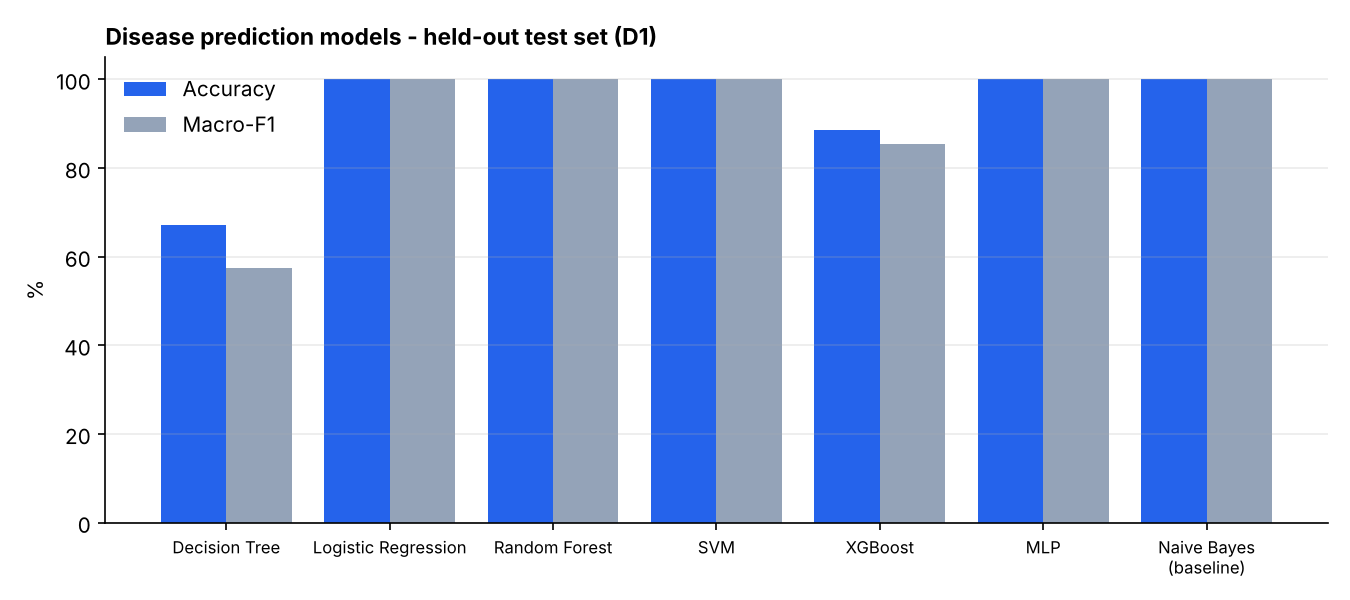 Disease prediction models - held-out test set (D1)
Accuracy
Macro-F1
%
100
80
60
40
20
0
Decision Tree
Logistic Regression
Random Forest
SVM
XGBoost
MLP
Naive Bayes
(baseline)